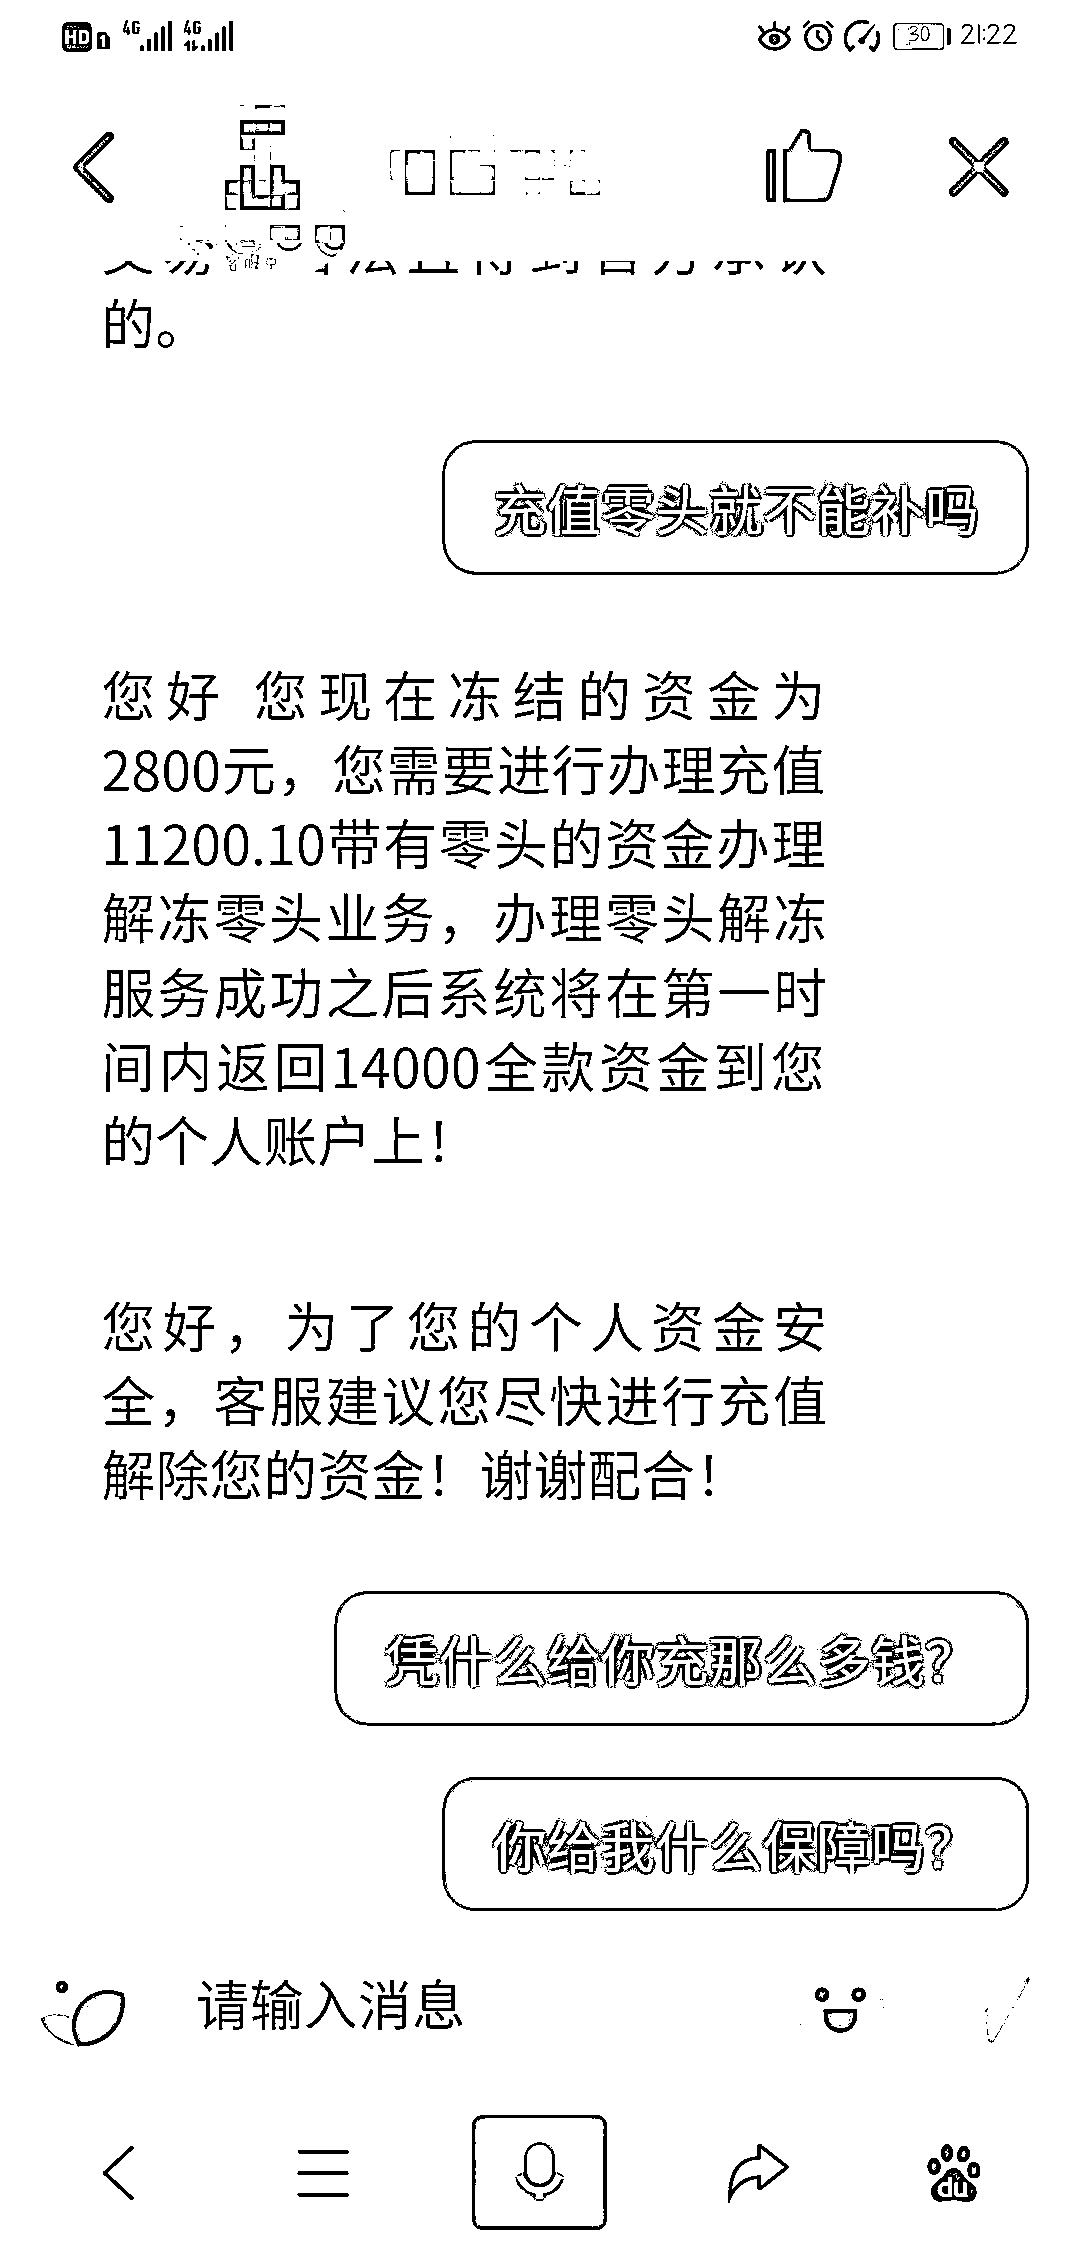 HD 4G 4G 30 21:22
的。
充值零头就不能补吗
您好 您现在冻结的资金为
2800元，您需要进行办理充值
11200.10带有零头的资金办理
解冻零头业务，办理零头解冻
服务成功之后系统将在第一时
间内返回14000全款资金到您
的个人账户上！
您好，为了您的个人资金安
全，客服建议您尽快进行充值
解除您的资金！谢谢配合！
凭什么给你充那么多钱？
你给我什么保障吗？
请输入消息
du